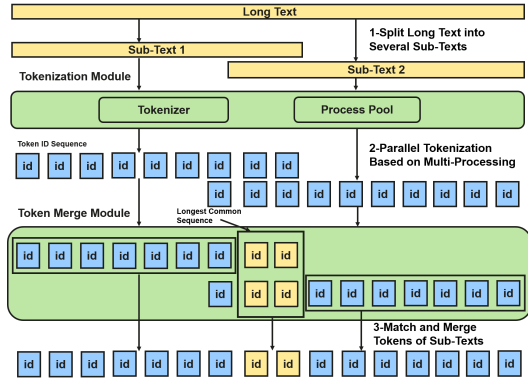 Long Text
1-Split Long Text into
Several Sub-Texts
Sub-Text 1
Sub-Text 2
Tokenization Module
Tokenizer
Process Pool
Token ID Sequence
2-Parallel Tokenization
Based on Multi-Processing
id id id id id id id id id
id id id id id id id id id id
Token Merge Module
Longest Common
Sequence
id id id id id id id id id
id id id id id id id id id id
3-Match and Merge
Tokens of Sub-Texts
id id id id id id id id id id id id id id id id